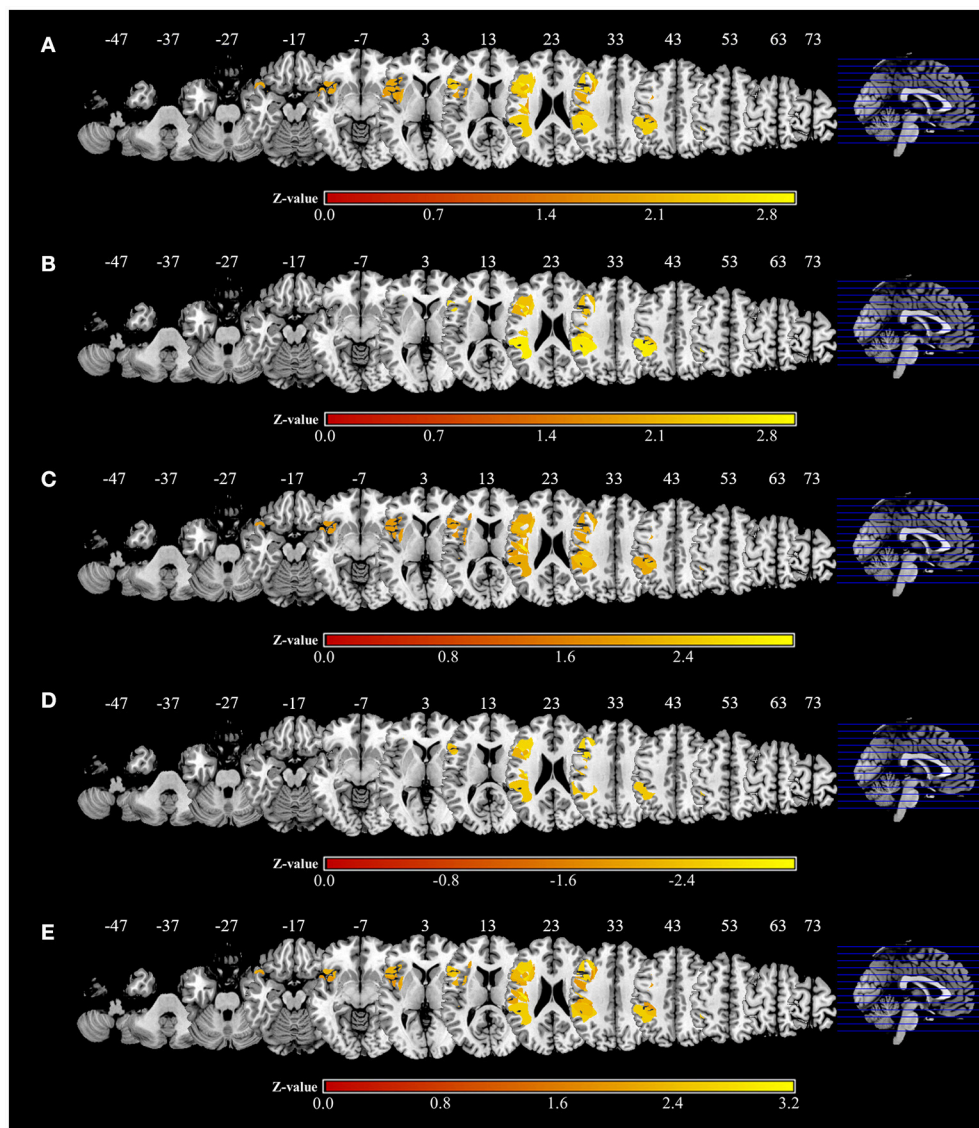 A
-47 -37 -27 -17 -7 3 13 23 33 43 53 63 73
Z-value
0.0 0.7 1.4 2.1 2.8
B
-47 -37 -27 -17 -7 3 13 23 33 43 53 63 73
Z-value
0.0 0.7 1.4 2.1 2.8
C
-47 -37 -27 -17 -7 3 13 23 33 43 53 63 73
Z-value
0.0 0.8 1.6 2.4
D
-47 -37 -27 -17 -7 3 13 23 33 43 53 63 73
Z-value
0.0 -0.8 -1.6 -2.4
E
-47 -37 -27 -17 -7 3 13 23 33 43 53 63 73
Z-value
0.0 0.8 1.6 2.4 3.2